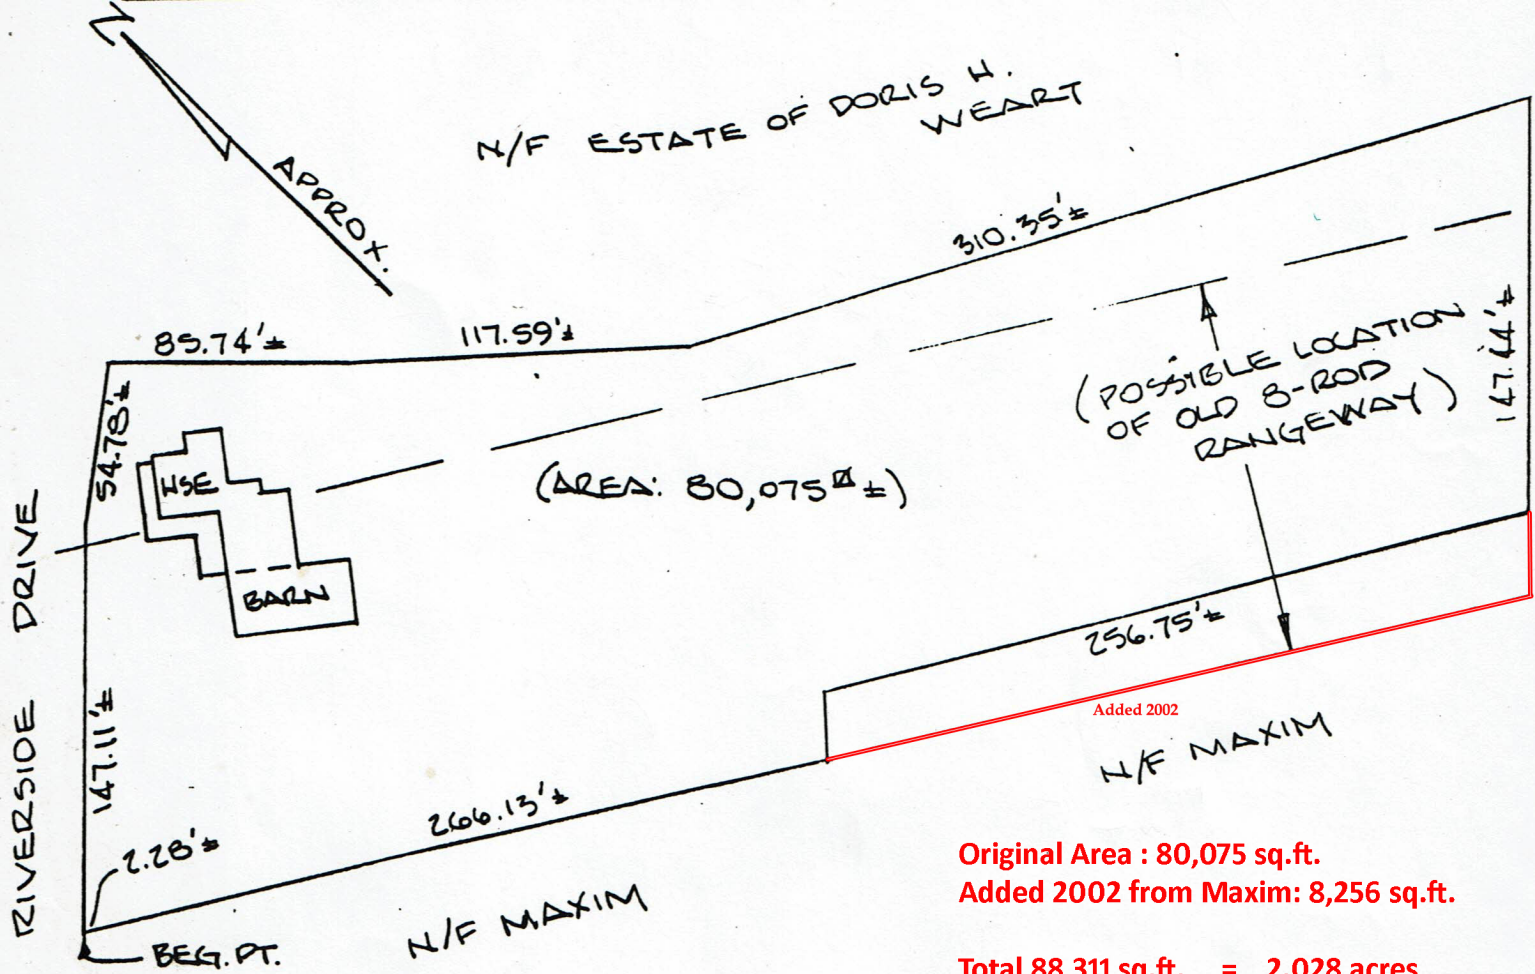 N/F ESTATE OF DORIS H.
WEART
APPROX.
310.35'±
85.74'±
117.59'±
54.78'±
147.44'±
(POSSIBLE LOCATION
OF OLD 8-ROD
RANGEWAY)
HSE
(AREA: 80,075 ±)
BARN
RIVERSIDE DRIVE
256.75'±
Added 2002
147.11'±
N/F MAXIM
266.13'±
2.28'±
N/F MAXIM
BEG. PT.
Original Area : 80,075 sq.ft.
Added 2002 from Maxim: 8,256 sq.ft.
Total 88,311 sq.ft. = 2.028 acres